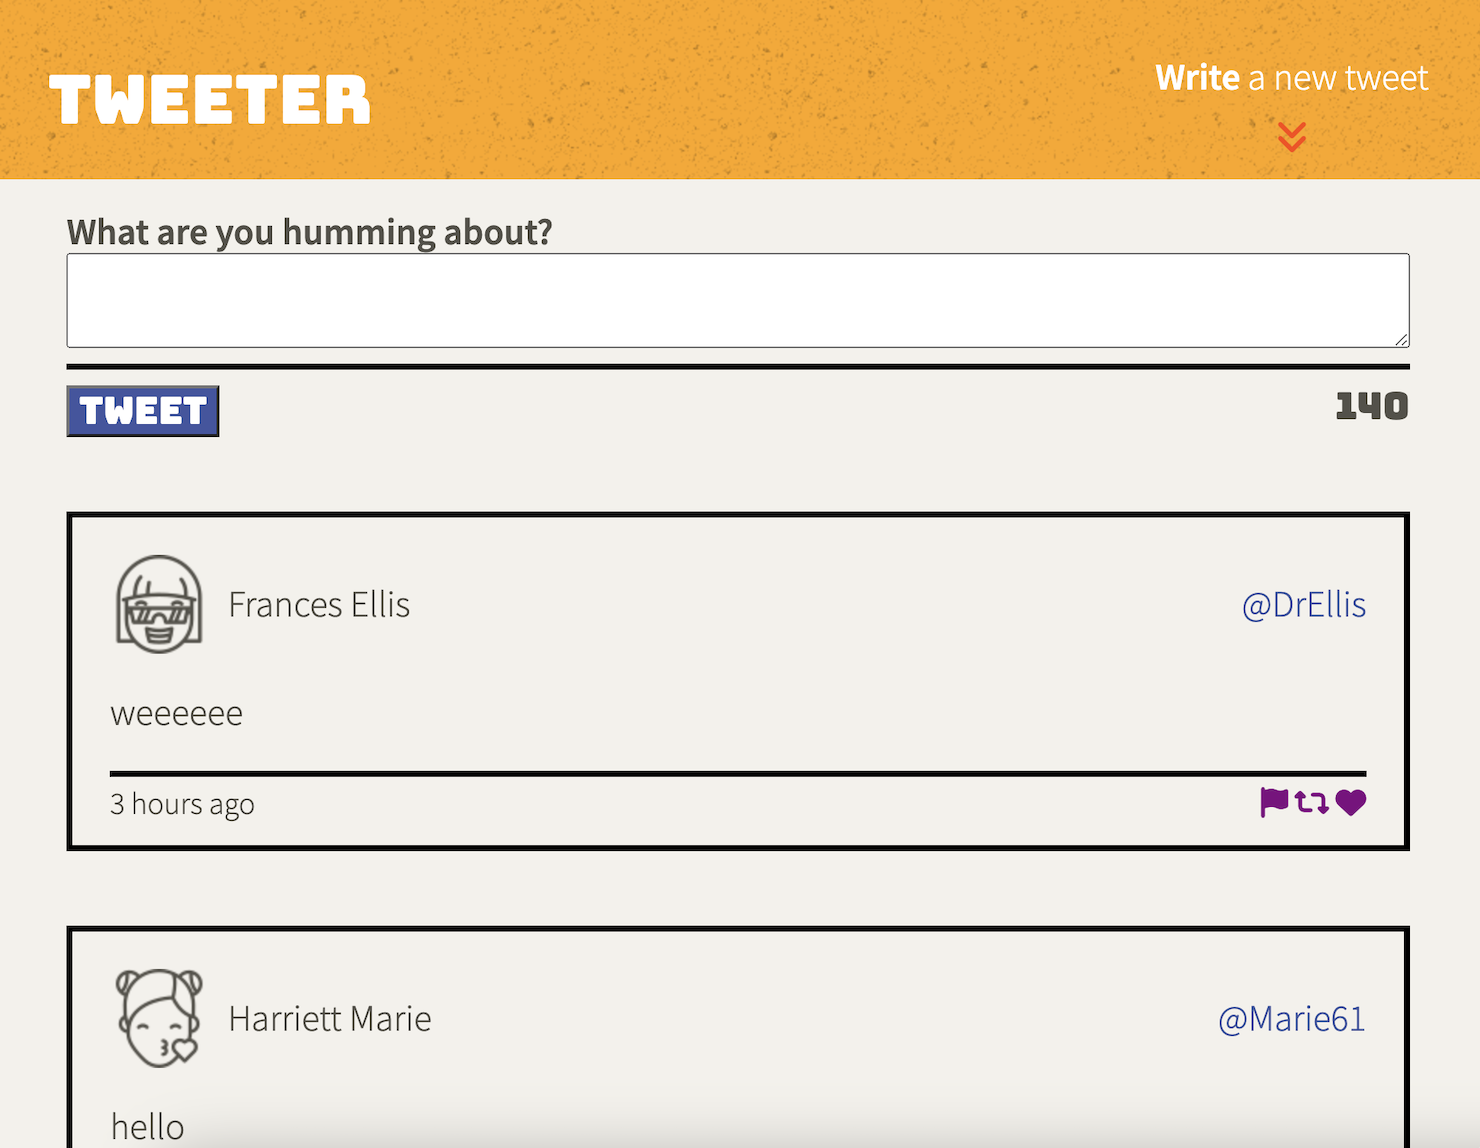 TWEETER
Write a new tweet
What are you humming about?
TWEET
140
Frances Ellis
@DrEllis
weeeeee
3 hours ago
Harriett Marie
@Marie61
hello